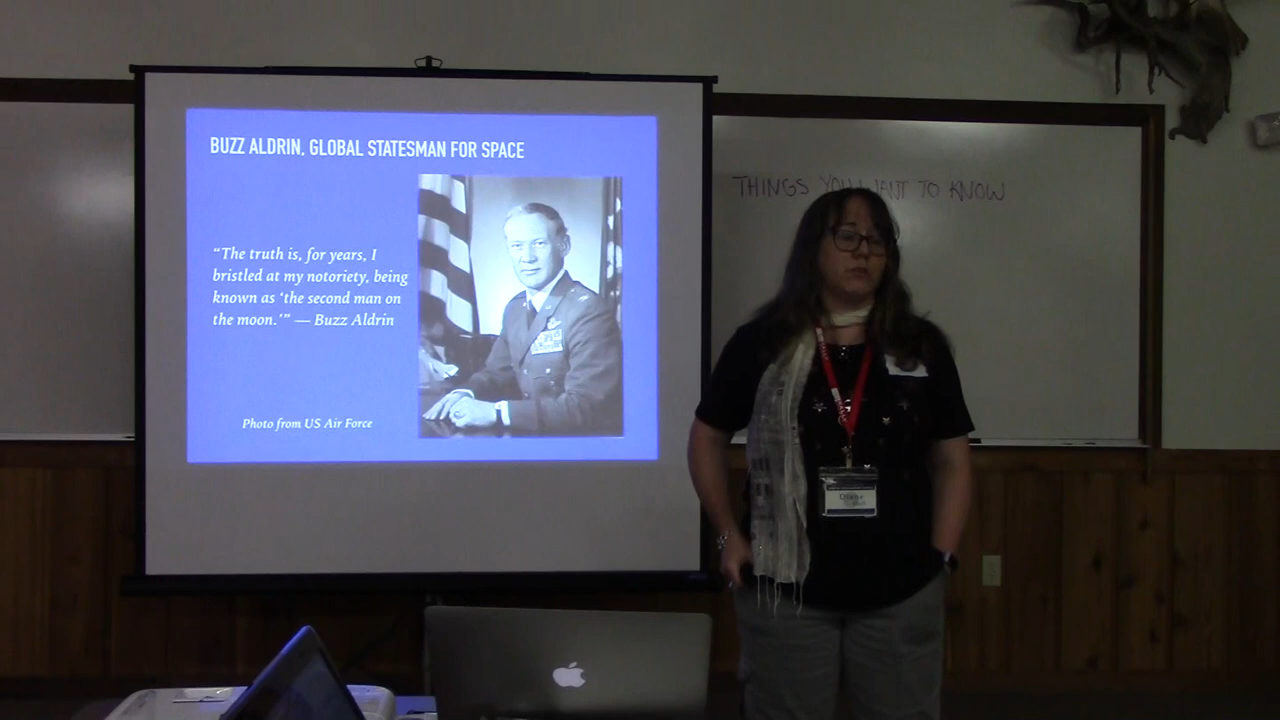 BUZZ ALDRIN, GLOBAL STATESMAN FOR SPACE
“The truth is, for years, I
bristled at my notoriety, being
known as ‘the second man on
the moon.’” — Buzz Aldrin
Photo from US Air Force
THINGS YOU WANT TO KNOW
Diane